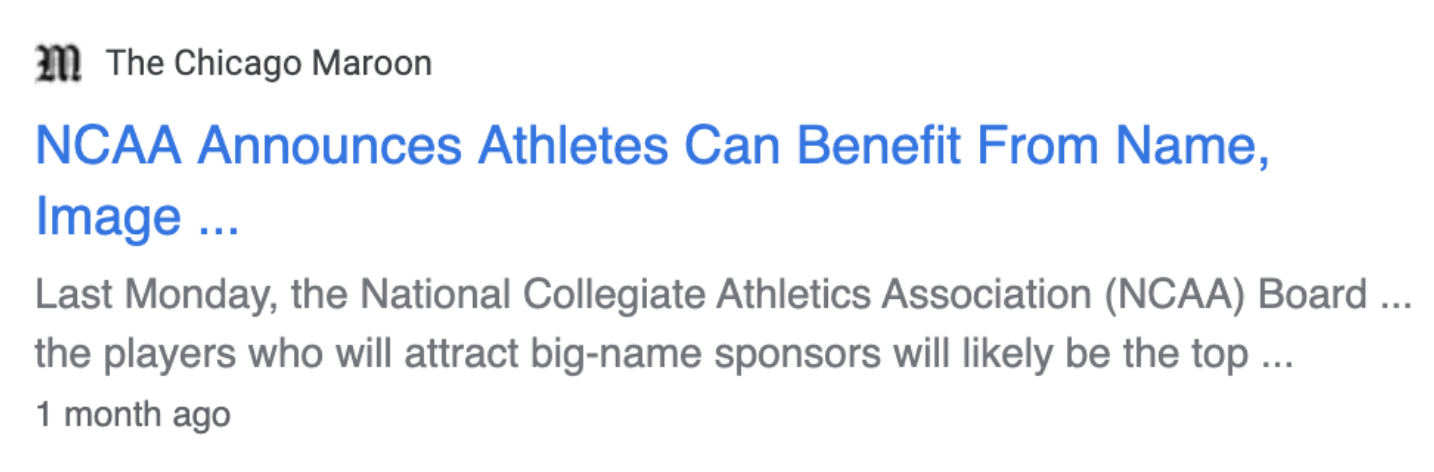 The Chicago Maroon
NCAA Announces Athletes Can Benefit From Name,
Image ...
Last Monday, the National Collegiate Athletics Association (NCAA) Board ...
the players who will attract big-name sponsors will likely be the top ...
1 month ago